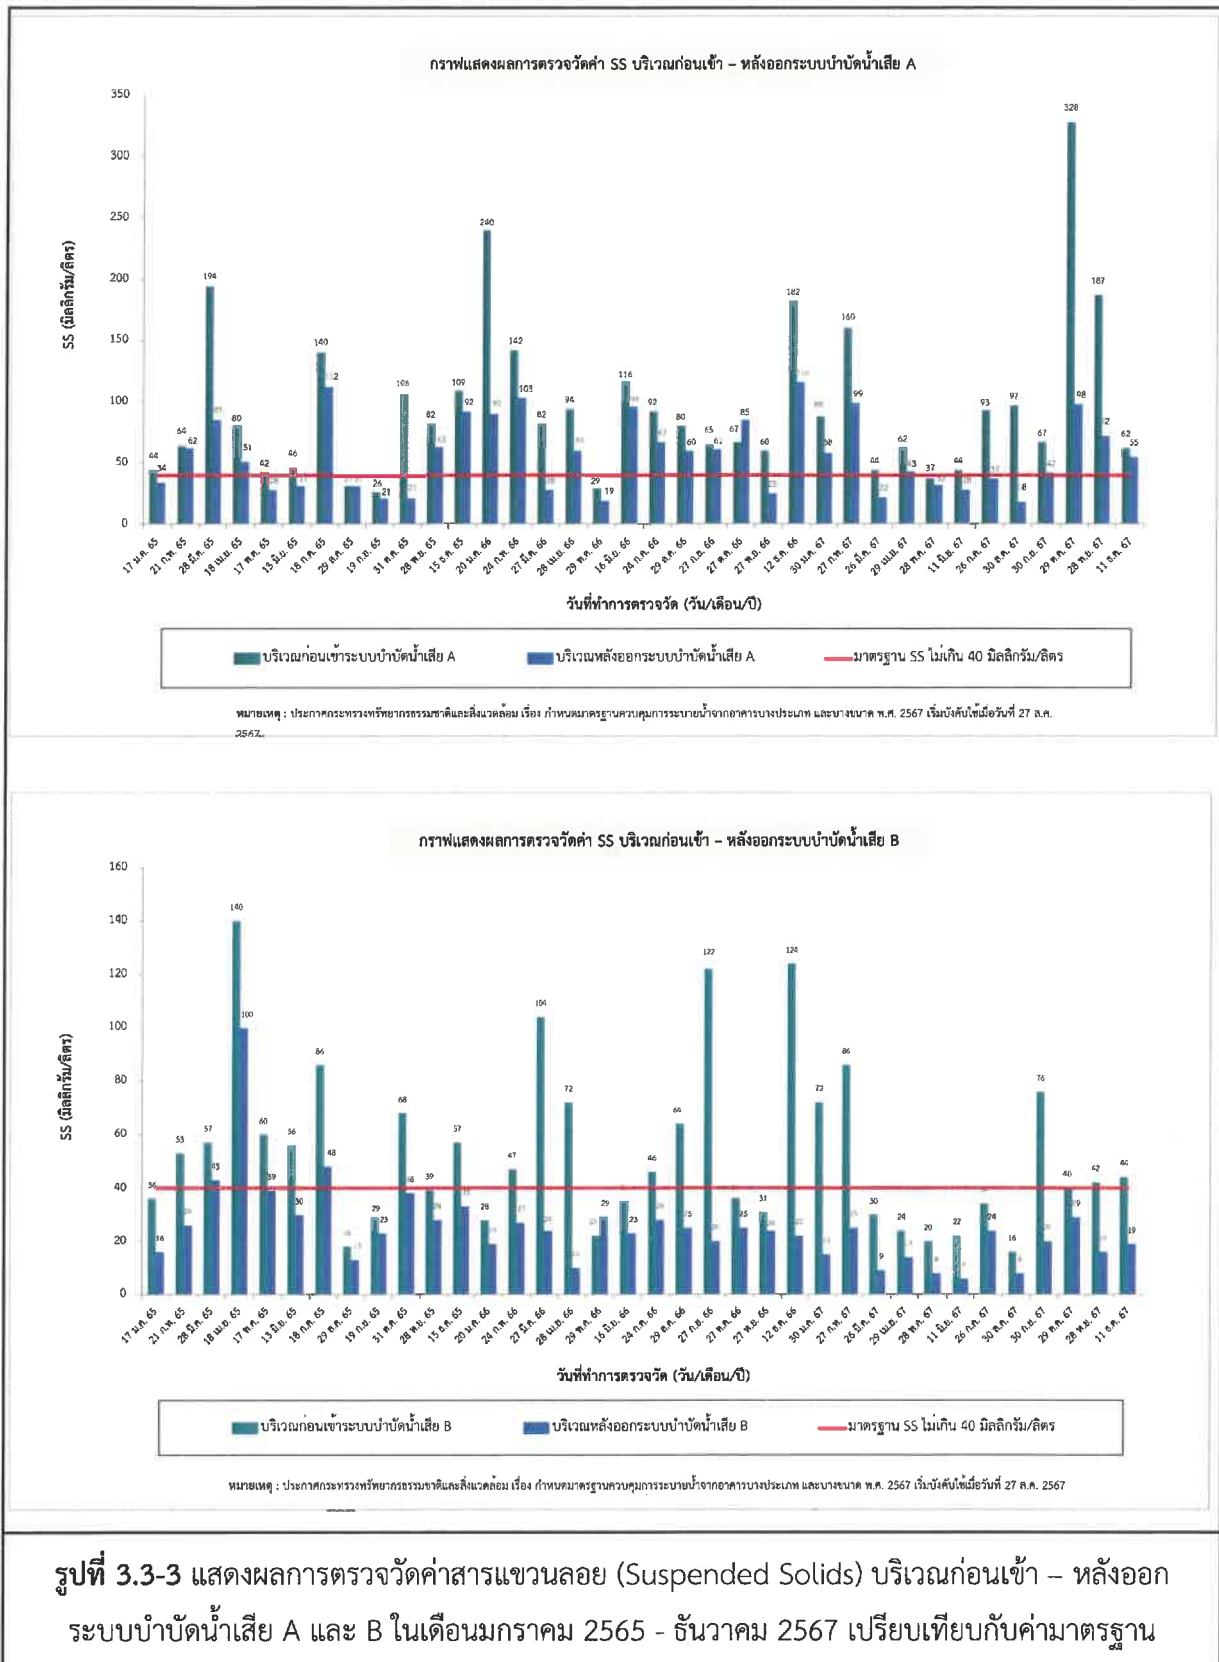 กราฟแสดงผลการตรวจวัดค่า SS บริเวณก่อนเข้า – หลังออกระบบบำบัดน้ำเสีย A
SS (มิลลิกรัม/ลิตร)
350
300
250
200
150
100
50
0
44 64 194 80 42 46 140 26 106 82 109 240 142 82 94 29 116 92 80 65 67 60 182 88 160 44 62 37 44 93 97 67 328 187 62
34 62 85 51 28 31 21 21 63 92 90 103 28 60 19 96 67 60 61 85 25 58 99 22 43 32 28 37 42 98 55
17 ม.ค. 65 21 ก.พ. 65 28 มี.ค. 65 18 เม.ย. 65 17 พ.ค. 65 13 มิ.ย. 65 18 ก.ค. 65 29 ส.ค. 65 19 ก.ย. 65 31 ต.ค. 65 28 พ.ย. 65 15 ธ.ค. 65 20 ม.ค. 66 24 ก.พ. 66 27 มี.ค. 66 28 เม.ย. 66 29 พ.ค. 66 16 มิ.ย. 66 24 ก.ค. 66 29 ส.ค. 66 27 ก.ย. 66 27 ต.ค. 66 27 พ.ย. 66 12 ธ.ค. 66 30 ม.ค. 67 27 ก.พ. 67 26 มี.ค. 67 29 เม.ย. 67 28 พ.ค. 67 11 มิ.ย. 67 26 ก.ค. 67 30 ส.ค. 67 30 ก.ย. 67 29 ต.ค. 67 28 พ.ย. 67 11 ธ.ค. 67
วันที่ทำการตรวจวัด (วัน/เดือน/ปี)
บริเวณก่อนเข้าระบบบำบัดน้ำเสีย A บริเวณหลังออกระบบบำบัดน้ำเสีย A มาตรฐาน SS ไม่เกิน 40 มิลลิกรัม/ลิตร
หมายเหตุ : ประกาศกระทรวงทรัพยากรธรรมชาติและสิ่งแวดล้อม เรื่อง กำหนดมาตรฐานควบคุมการระบายน้ำจากอาคารบางประเภท และบางขนาด พ.ศ. 2567 เริ่มบังคับใช้เมื่อวันที่ 27 ส.ค.
2567
กราฟแสดงผลการตรวจวัดค่า SS บริเวณก่อนเข้า – หลังออกระบบบำบัดน้ำเสีย B
SS (มิลลิกรัม/ลิตร)
160
140
120
100
80
60
40
20
0
36 53 57 140 60 56 86 18 29 68 39 57 28 47 104 72 46 64 122 31 124 72 86 30 24 20 22 16 76 40 42 44
16 26 43 100 39 30 48 13 23 28 19 27 24 29 23 28 25 20 25 24 22 15 25 9 14 8 24 8 20 29 19
17 ม.ค. 65 21 ก.พ. 65 28 มี.ค. 65 18 เม.ย. 65 17 พ.ค. 65 13 มิ.ย. 65 18 ก.ค. 65 29 ส.ค. 65 19 ก.ย. 65 31 ต.ค. 65 28 พ.ย. 65 15 ธ.ค. 65 20 ม.ค. 66 24 ก.พ. 66 27 มี.ค. 66 28 เม.ย. 66 29 พ.ค. 66 16 มิ.ย. 66 24 ก.ค. 66 29 ส.ค. 66 27 ก.ย. 66 27 ต.ค. 66 27 พ.ย. 66 12 ธ.ค. 66 30 ม.ค. 67 27 ก.พ. 67 26 มี.ค. 67 29 เม.ย. 67 28 พ.ค. 67 11 มิ.ย. 67 26 ก.ค. 67 30 ส.ค. 67 30 ก.ย. 67 29 ต.ค. 67 28 พ.ย. 67 11 ธ.ค. 67
วันที่ทำการตรวจวัด (วัน/เดือน/ปี)
บริเวณก่อนเข้าระบบบำบัดน้ำเสีย B บริเวณหลังออกระบบบำบัดน้ำเสีย B มาตรฐาน SS ไม่เกิน 40 มิลลิกรัม/ลิตร
หมายเหตุ : ประกาศกระทรวงทรัพยากรธรรมชาติและสิ่งแวดล้อม เรื่อง กำหนดมาตรฐานควบคุมการระบายน้ำจากอาคารบางประเภท และบางขนาด พ.ศ. 2567 เริ่มบังคับใช้เมื่อวันที่ 27 ส.ค. 2567
รูปที่ 3.3-3 แสดงผลการตรวจวัดค่าสารแขวนลอย (Suspended Solids) บริเวณก่อนเข้า – หลังออก
ระบบบำบัดน้ำเสีย A และ B ในเดือนมกราคม 2565 - ธันวาคม 2567 เปรียบเทียบกับค่ามาตรฐาน